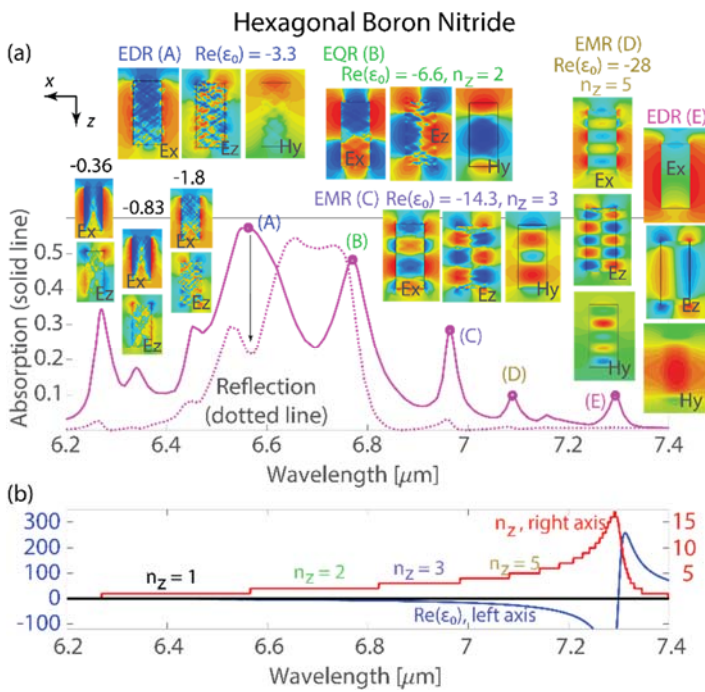 Hexagonal Boron Nitride
(a)
EDR (A) Re(ε₀) = -3.3
EQR (B)
Re(ε₀) = -6.6, n_z = 2
EMR (D)
Re(ε₀) = -28
n_z = 5
EDR (E)
x
z
Ex Ez Hy
Ex Ez Hy
Ex
Ez
Hy
Ex
Ez
Hy
EMR (C) Re(ε₀) = -14.3, n_z = 3
Ex Ez Hy
-0.36
Ex
Ez
-0.83
Ex
Ez
-1.8
Ex
Ez
(A)
(B)
(C)
(D)
(E)
Absorption (solid line)
0.5
0.4
0.3
0.2
0.1
Reflection
(dotted line)
6.2 6.4 6.6 6.8 7 7.2 7.4
Wavelength [μm]
(b)
300
200
100
0
-100
n_z, right axis
n_z = 1 n_z = 2 n_z = 3 n_z = 5
Re(ε₀), left axis
15
10
5
6.2 6.4 6.6 6.8 7 7.2 7.4
Wavelength [μm]